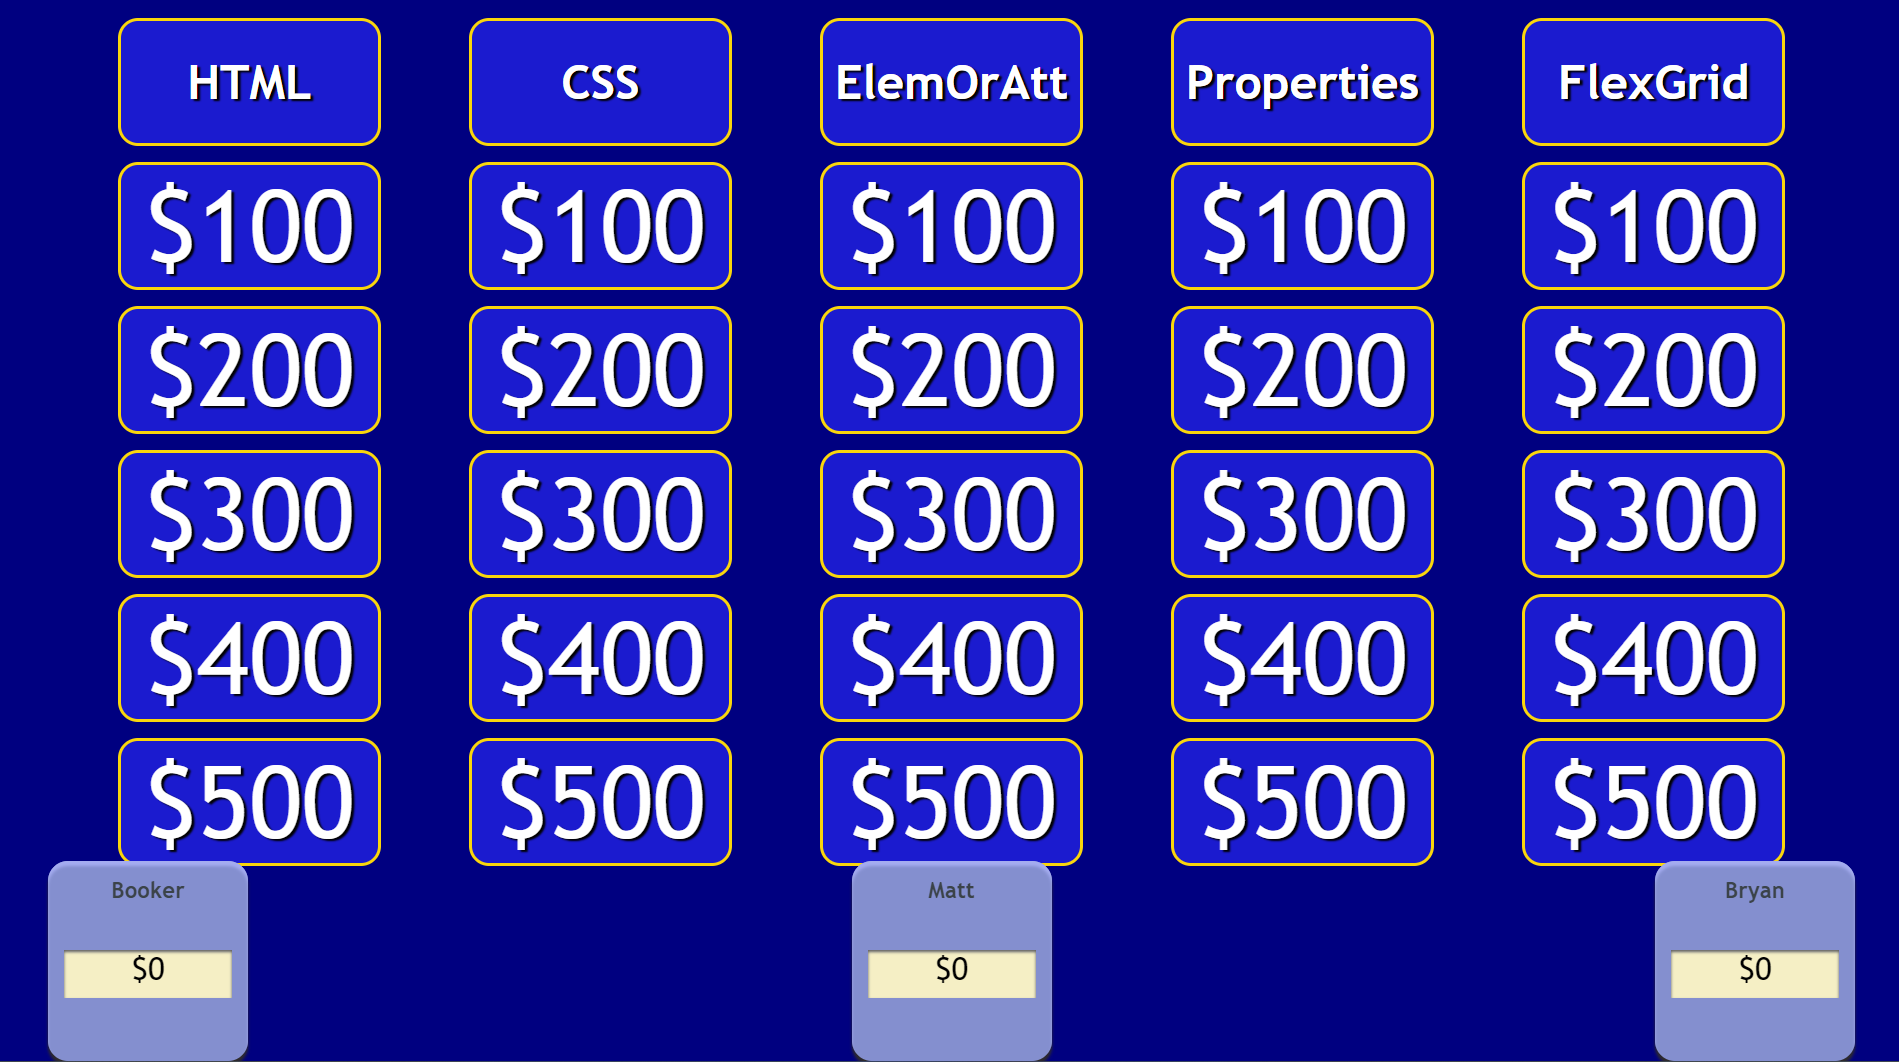 HTML CSS ElemOrAtt Properties FlexGrid
$100 $100 $100 $100 $100
$200 $200 $200 $200 $200
$300 $300 $300 $300 $300
$400 $400 $400 $400 $400
$500 $500 $500 $500 $500
Booker Matt Bryan
$0 $0 $0